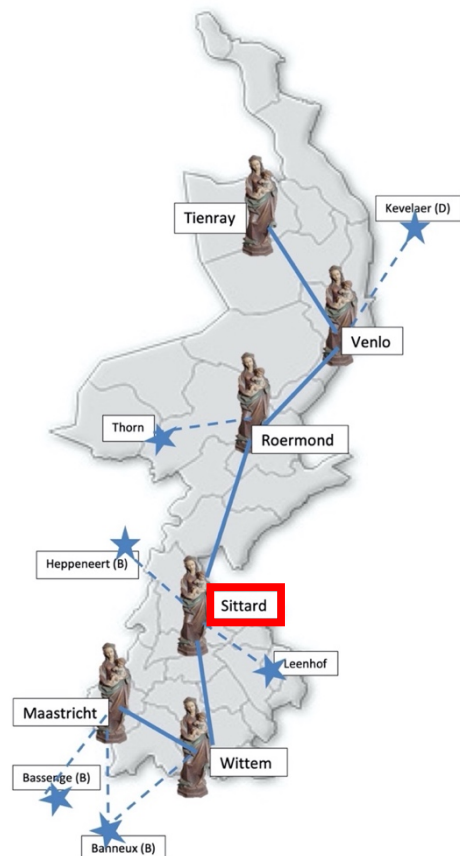 Kevelaer (D)
Tienray
Venlo
Thorn
Roermond
Heppeneert (B)
Sittard
Leenhof
Maastricht
Wittem
Bassenge (B)
Banneux (B)